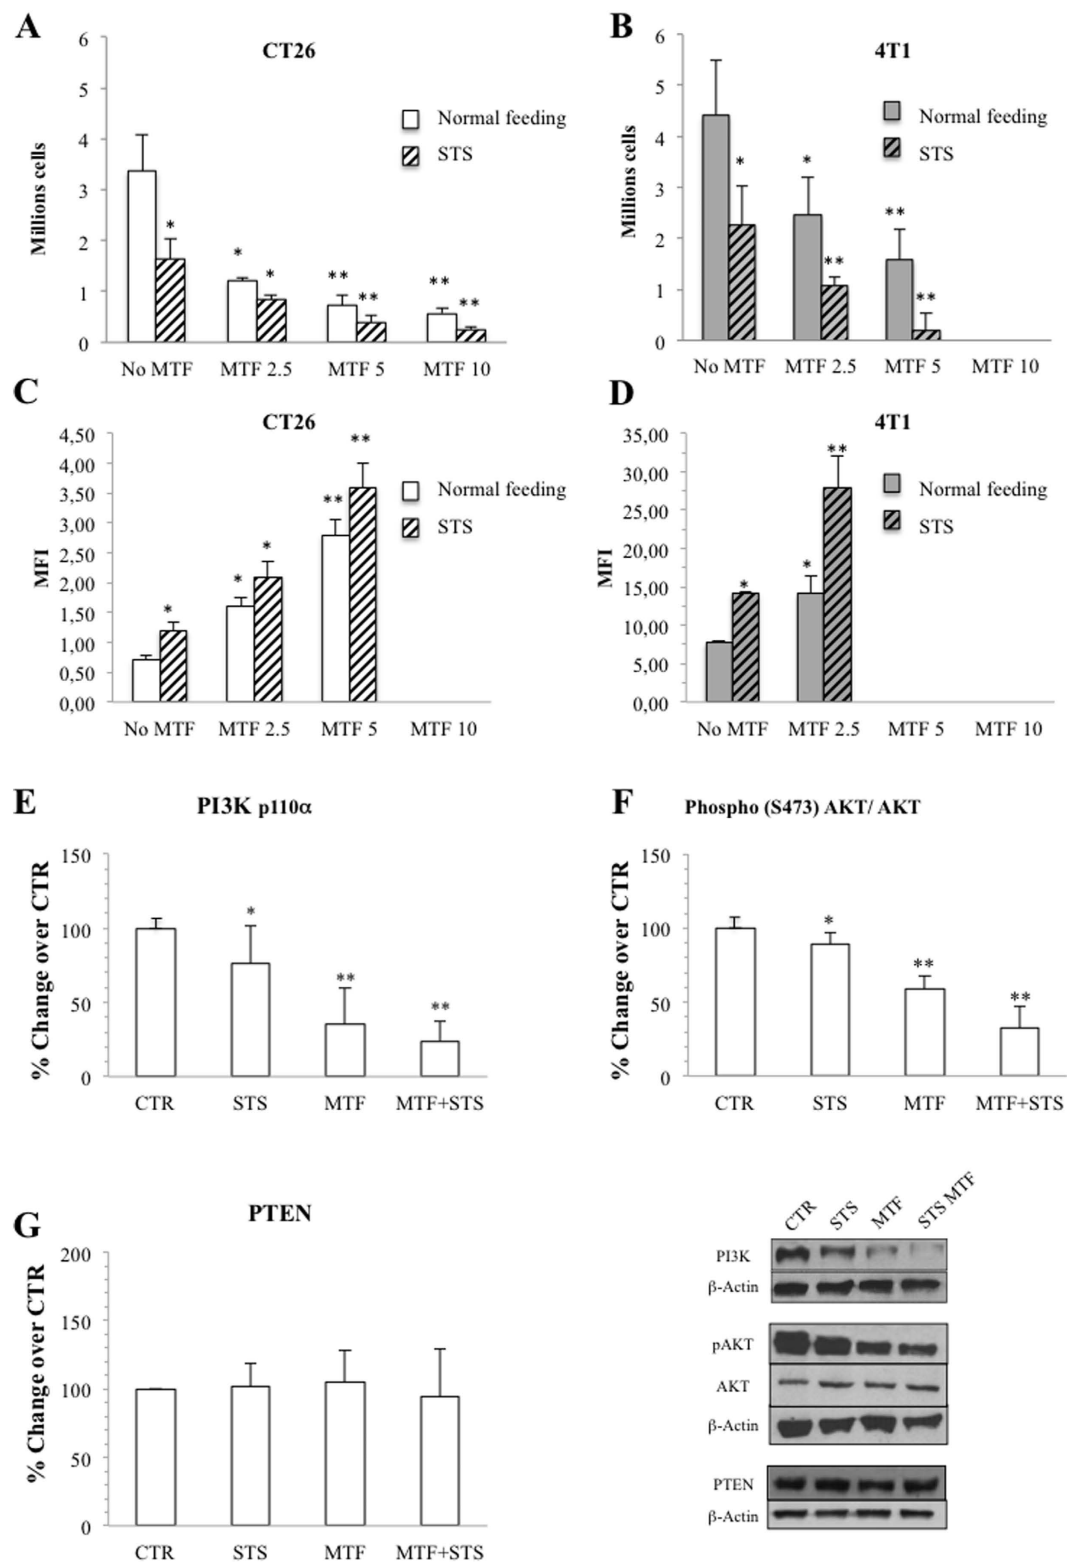 A
CT26
Millions cells
6
5
4
3
2
1
0
Normal feeding
STS
*
*
*
**
**
**
**
No MTF MTF 2.5 MTF 5 MTF 10
B
4T1
Millions cells
6
5
4
3
2
1
0
Normal feeding
STS
*
*
**
**
**
No MTF MTF 2.5 MTF 5 MTF 10
C
CT26
MFI
4,50
4,00
3,50
3,00
2,50
2,00
1,50
1,00
0,50
0,00
Normal feeding
STS
*
*
*
**
**
No MTF MTF 2.5 MTF 5 MTF 10
D
4T1
MFI
35,00
30,00
25,00
20,00
15,00
10,00
5,00
0,00
Normal feeding
STS
*
*
**
No MTF MTF 2.5 MTF 5 MTF 10
E
PI3K p110α
% Change over CTR
150
100
50
0
*
**
**
CTR STS MTF MTF+STS
F
Phospho (S473) AKT/ AKT
% Change over CTR
150
100
50
0
*
**
**
CTR STS MTF MTF+STS
G
PTEN
% Change over CTR
200
150
100
50
0
CTR STS MTF MTF+STS
CTR STS MTF STS MTF
PI3K
β-Actin
pAKT
AKT
β-Actin
PTEN
β-Actin